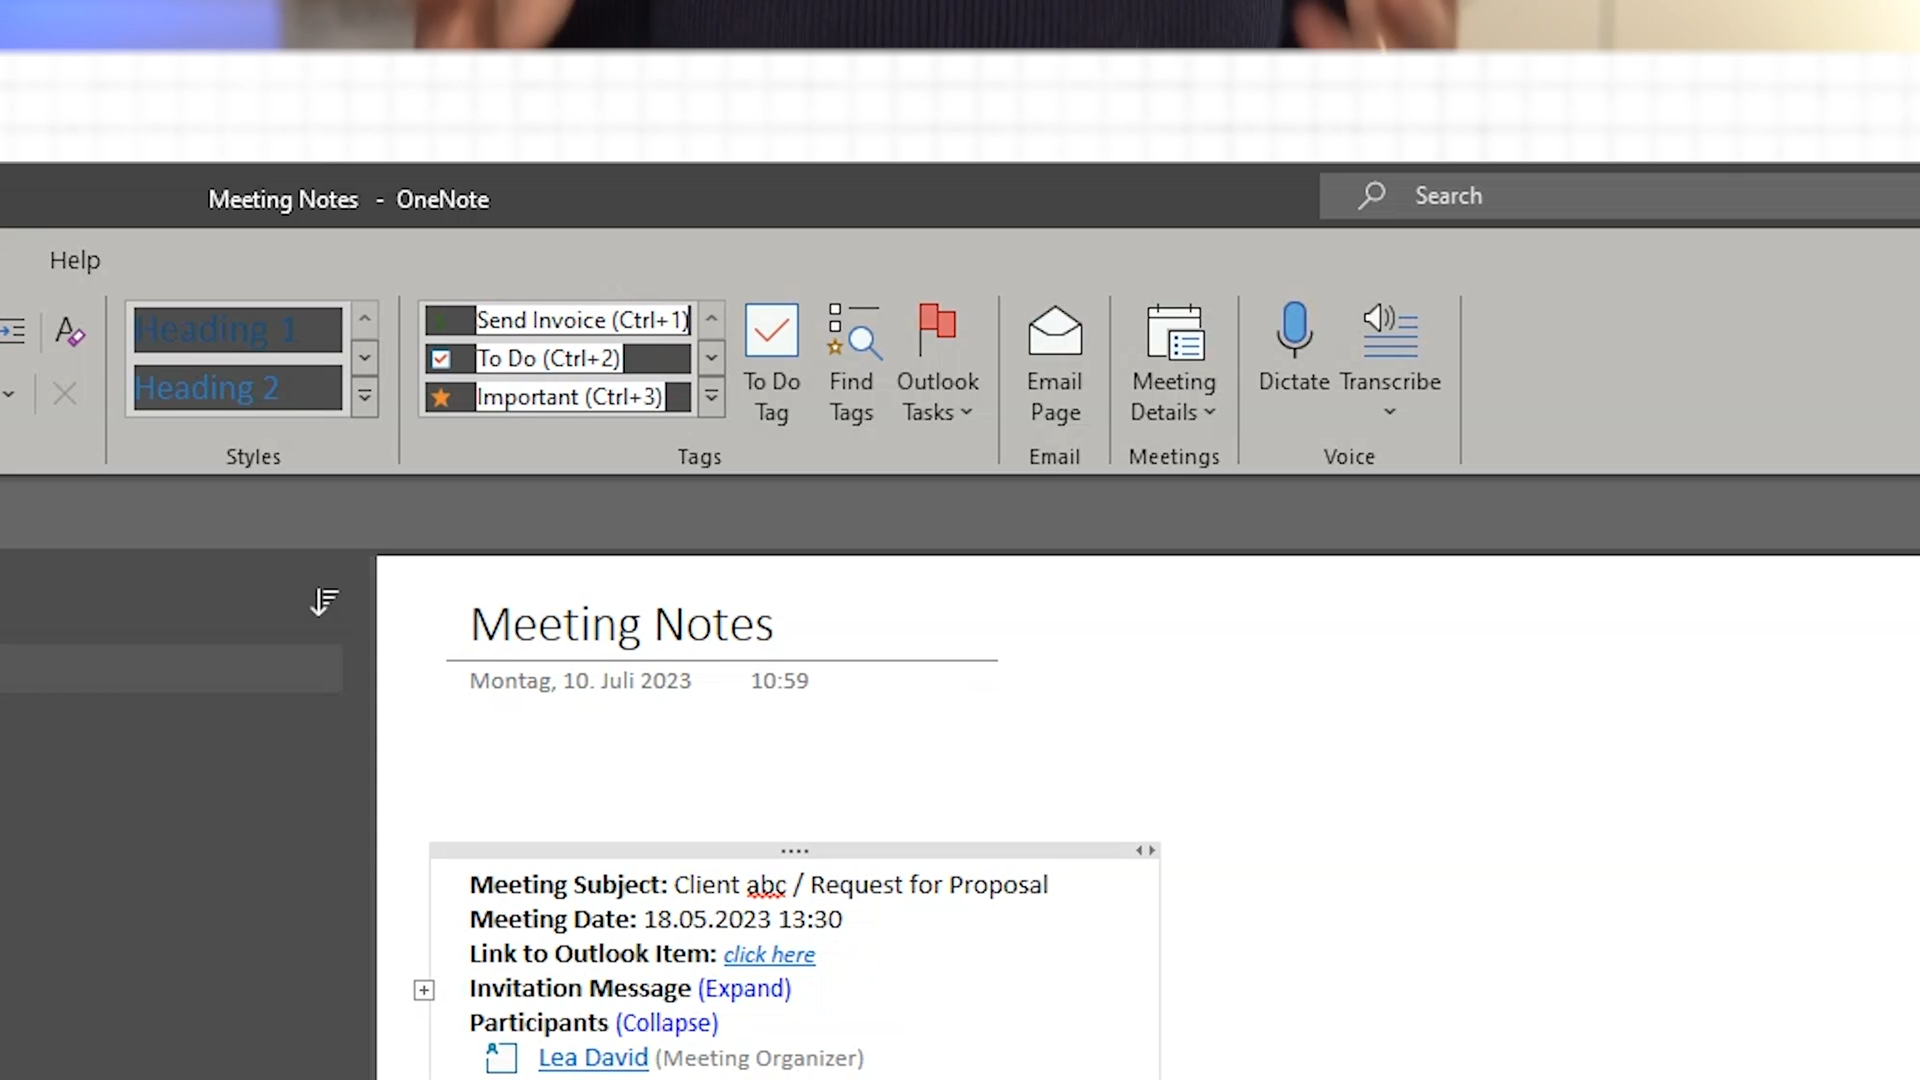 Meeting Notes - OneNote
Search
Help
Heading 1
Heading 2
Styles
Send Invoice (Ctrl+1)
To Do (Ctrl+2)
Important (Ctrl+3)
To Do Tag
Find Tags
Outlook Tasks
Tags
Email Page
Email
Meeting Details
Meetings
Dictate
Transcribe
Voice
Meeting Notes
Montag, 10. Juli 2023 10:59
Meeting Subject: Client abc / Request for Proposal
Meeting Date: 18.05.2023 13:30
Link to Outlook Item: click here
Invitation Message (Expand)
Participants (Collapse)
Lea David (Meeting Organizer)